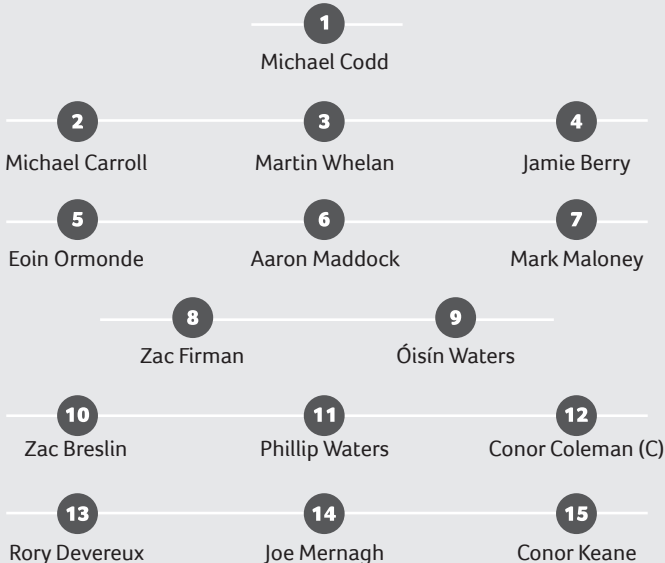 1
Michael Codd
2 3 4
Michael Carroll Martin Whelan Jamie Berry
5 6 7
Eoin Ormonde Aaron Maddock Mark Maloney
8 9
Zac Firman Óisín Waters
10 11 12
Zac Breslin Phillip Waters Conor Coleman (C)
13 14 15
Rory Devereux Joe Mernagh Conor Keane